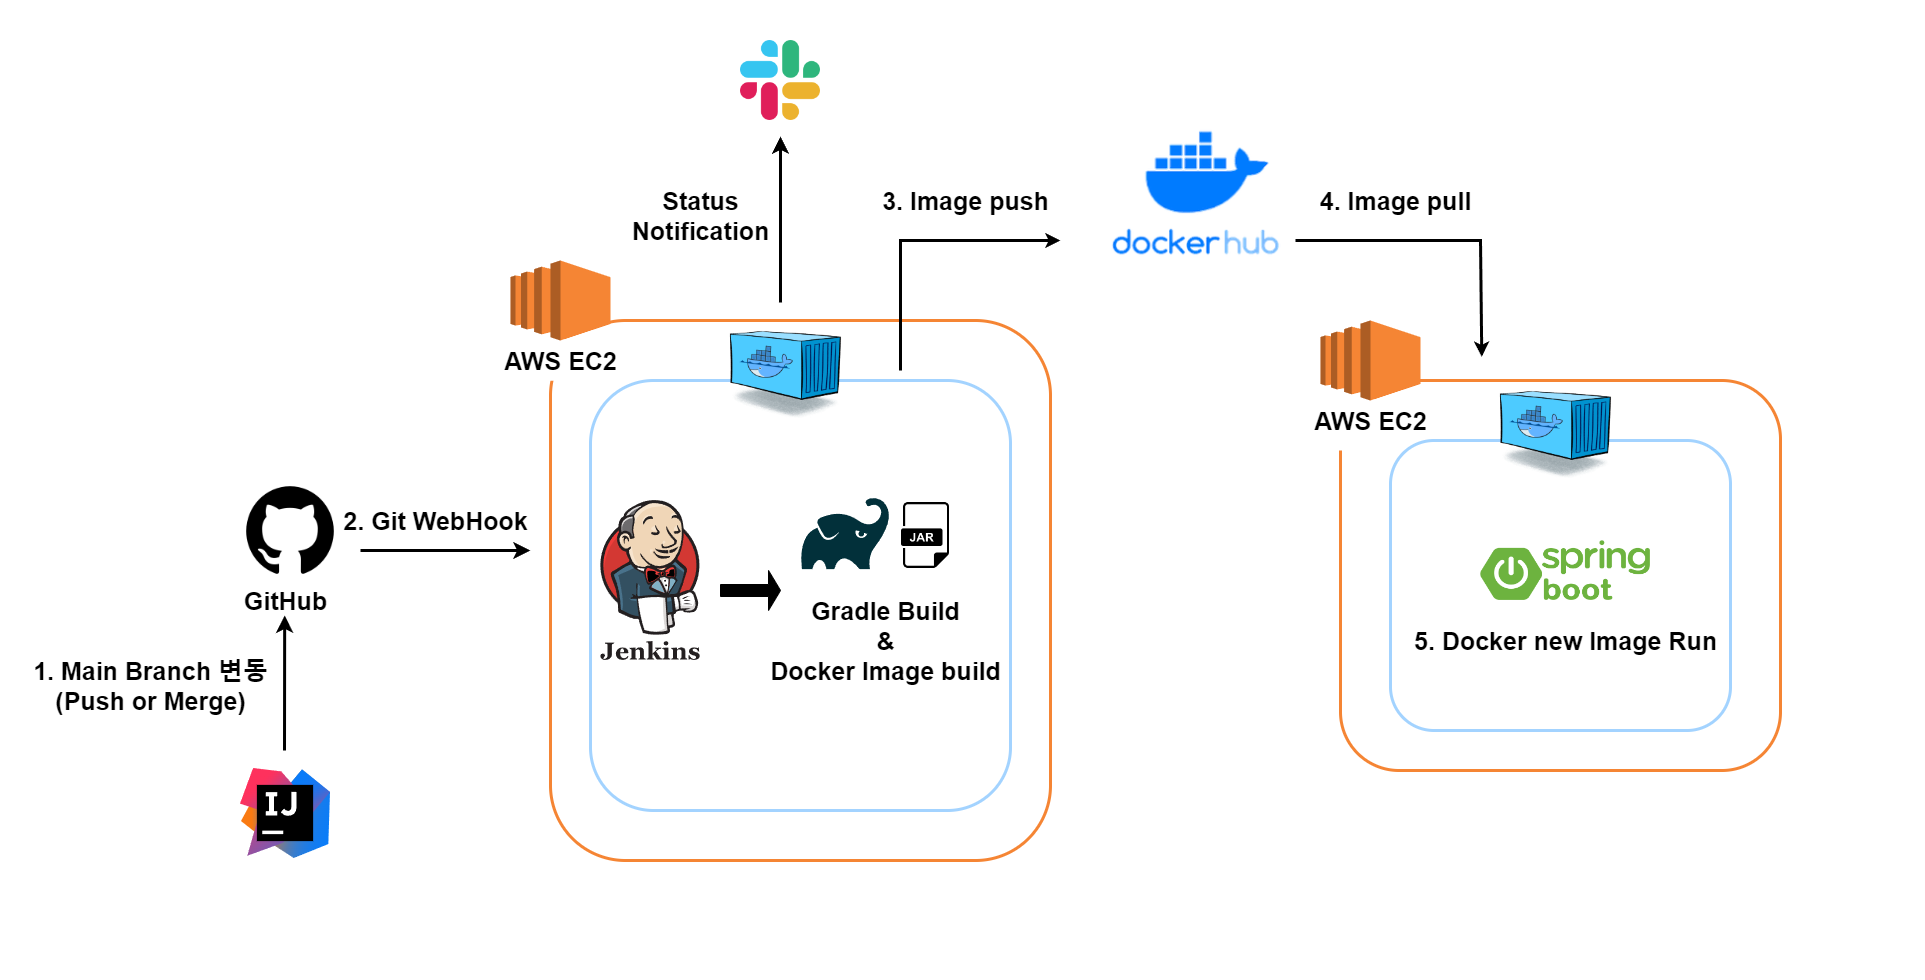 Status
Notification
3. Image push
docker hub
4. Image pull
AWS EC2
AWS EC2
2. Git WebHook
GitHub
JAR
Jenkins
Gradle Build
&
Docker Image build
spring
boot
5. Docker new Image Run
1. Main Branch 변동
(Push or Merge)
IJ